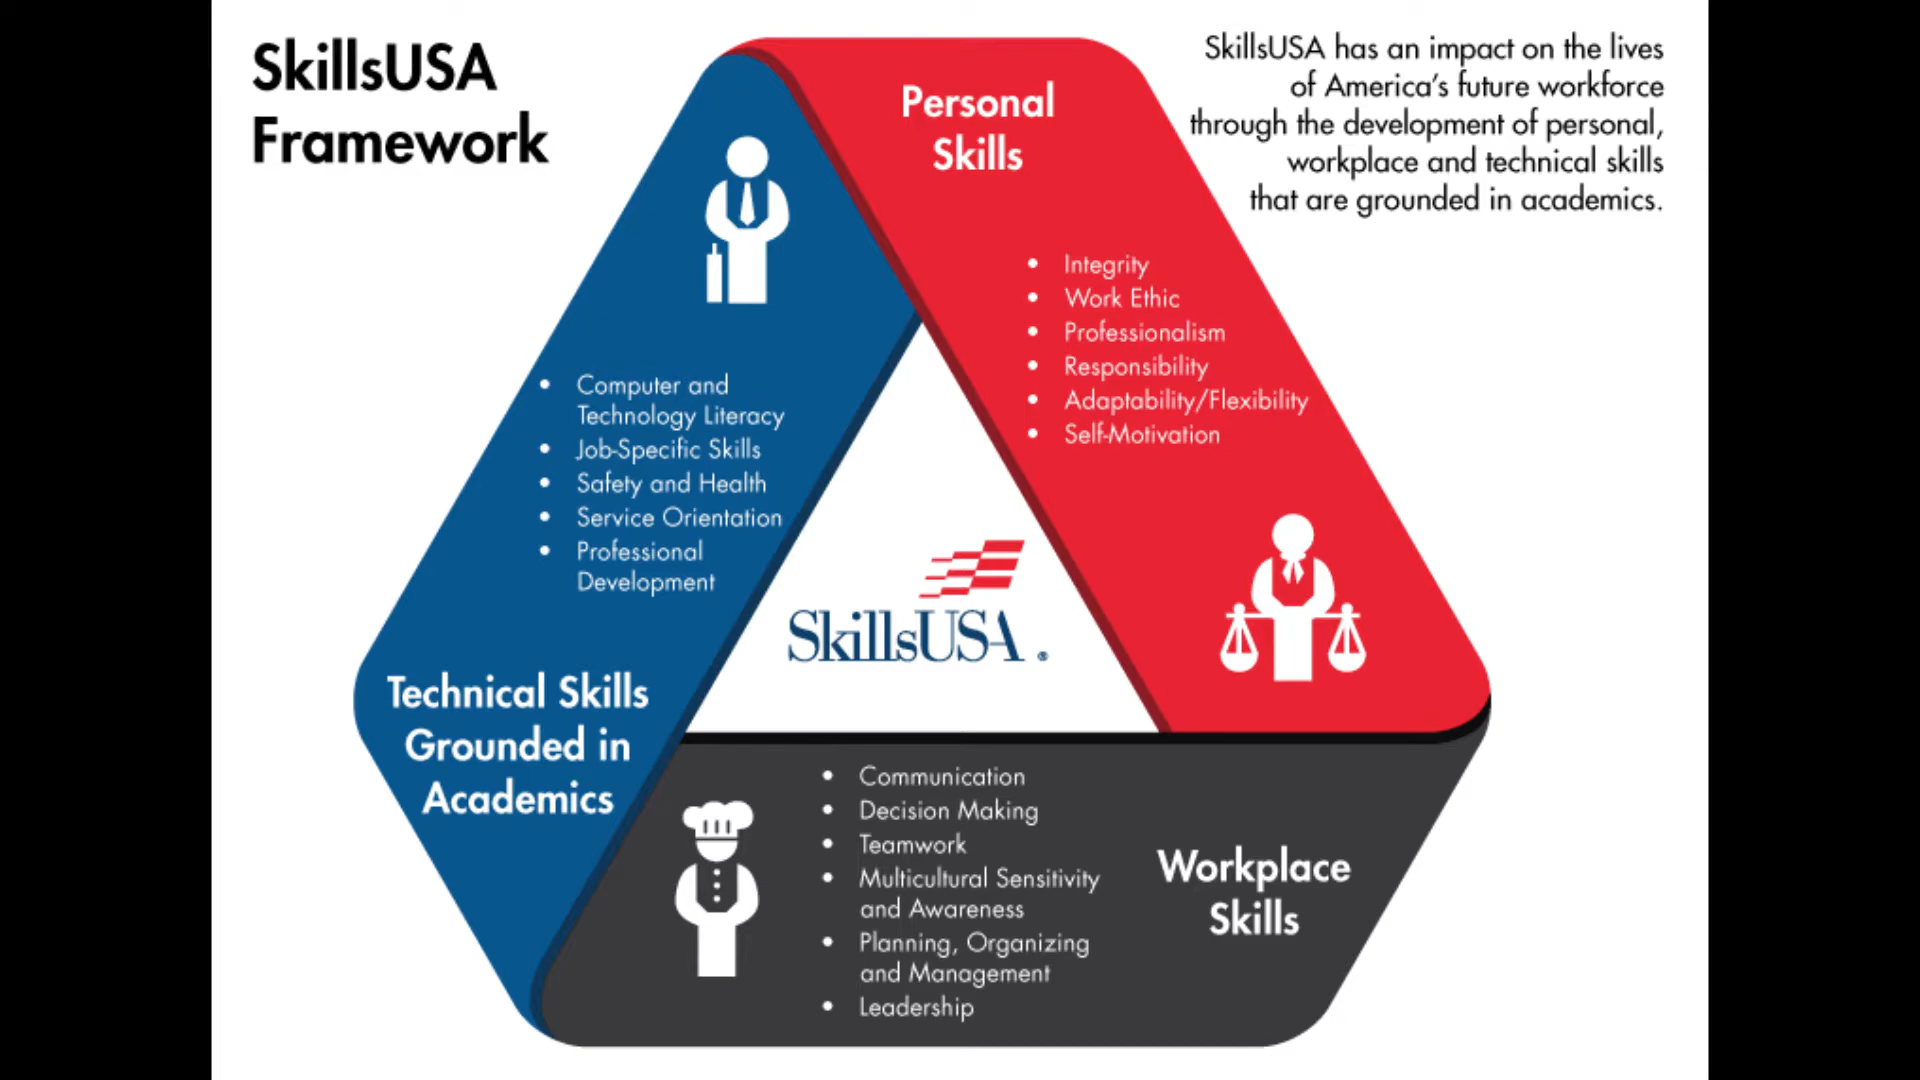 SkillsUSA
Framework
SkillsUSA has an impact on the lives
of America's future workforce
through the development of personal,
workplace and technical skills
that are grounded in academics.
Personal
Skills
• Integrity
• Work Ethic
• Professionalism
• Responsibility
• Adaptability/Flexibility
• Self-Motivation
• Computer and
Technology Literacy
• Job-Specific Skills
• Safety and Health
• Service Orientation
• Professional
Development
Technical Skills
Grounded in
Academics
SkillsUSA®
• Communication
• Decision Making
• Teamwork
• Multicultural Sensitivity
and Awareness
• Planning, Organizing
and Management
• Leadership
Workplace
Skills